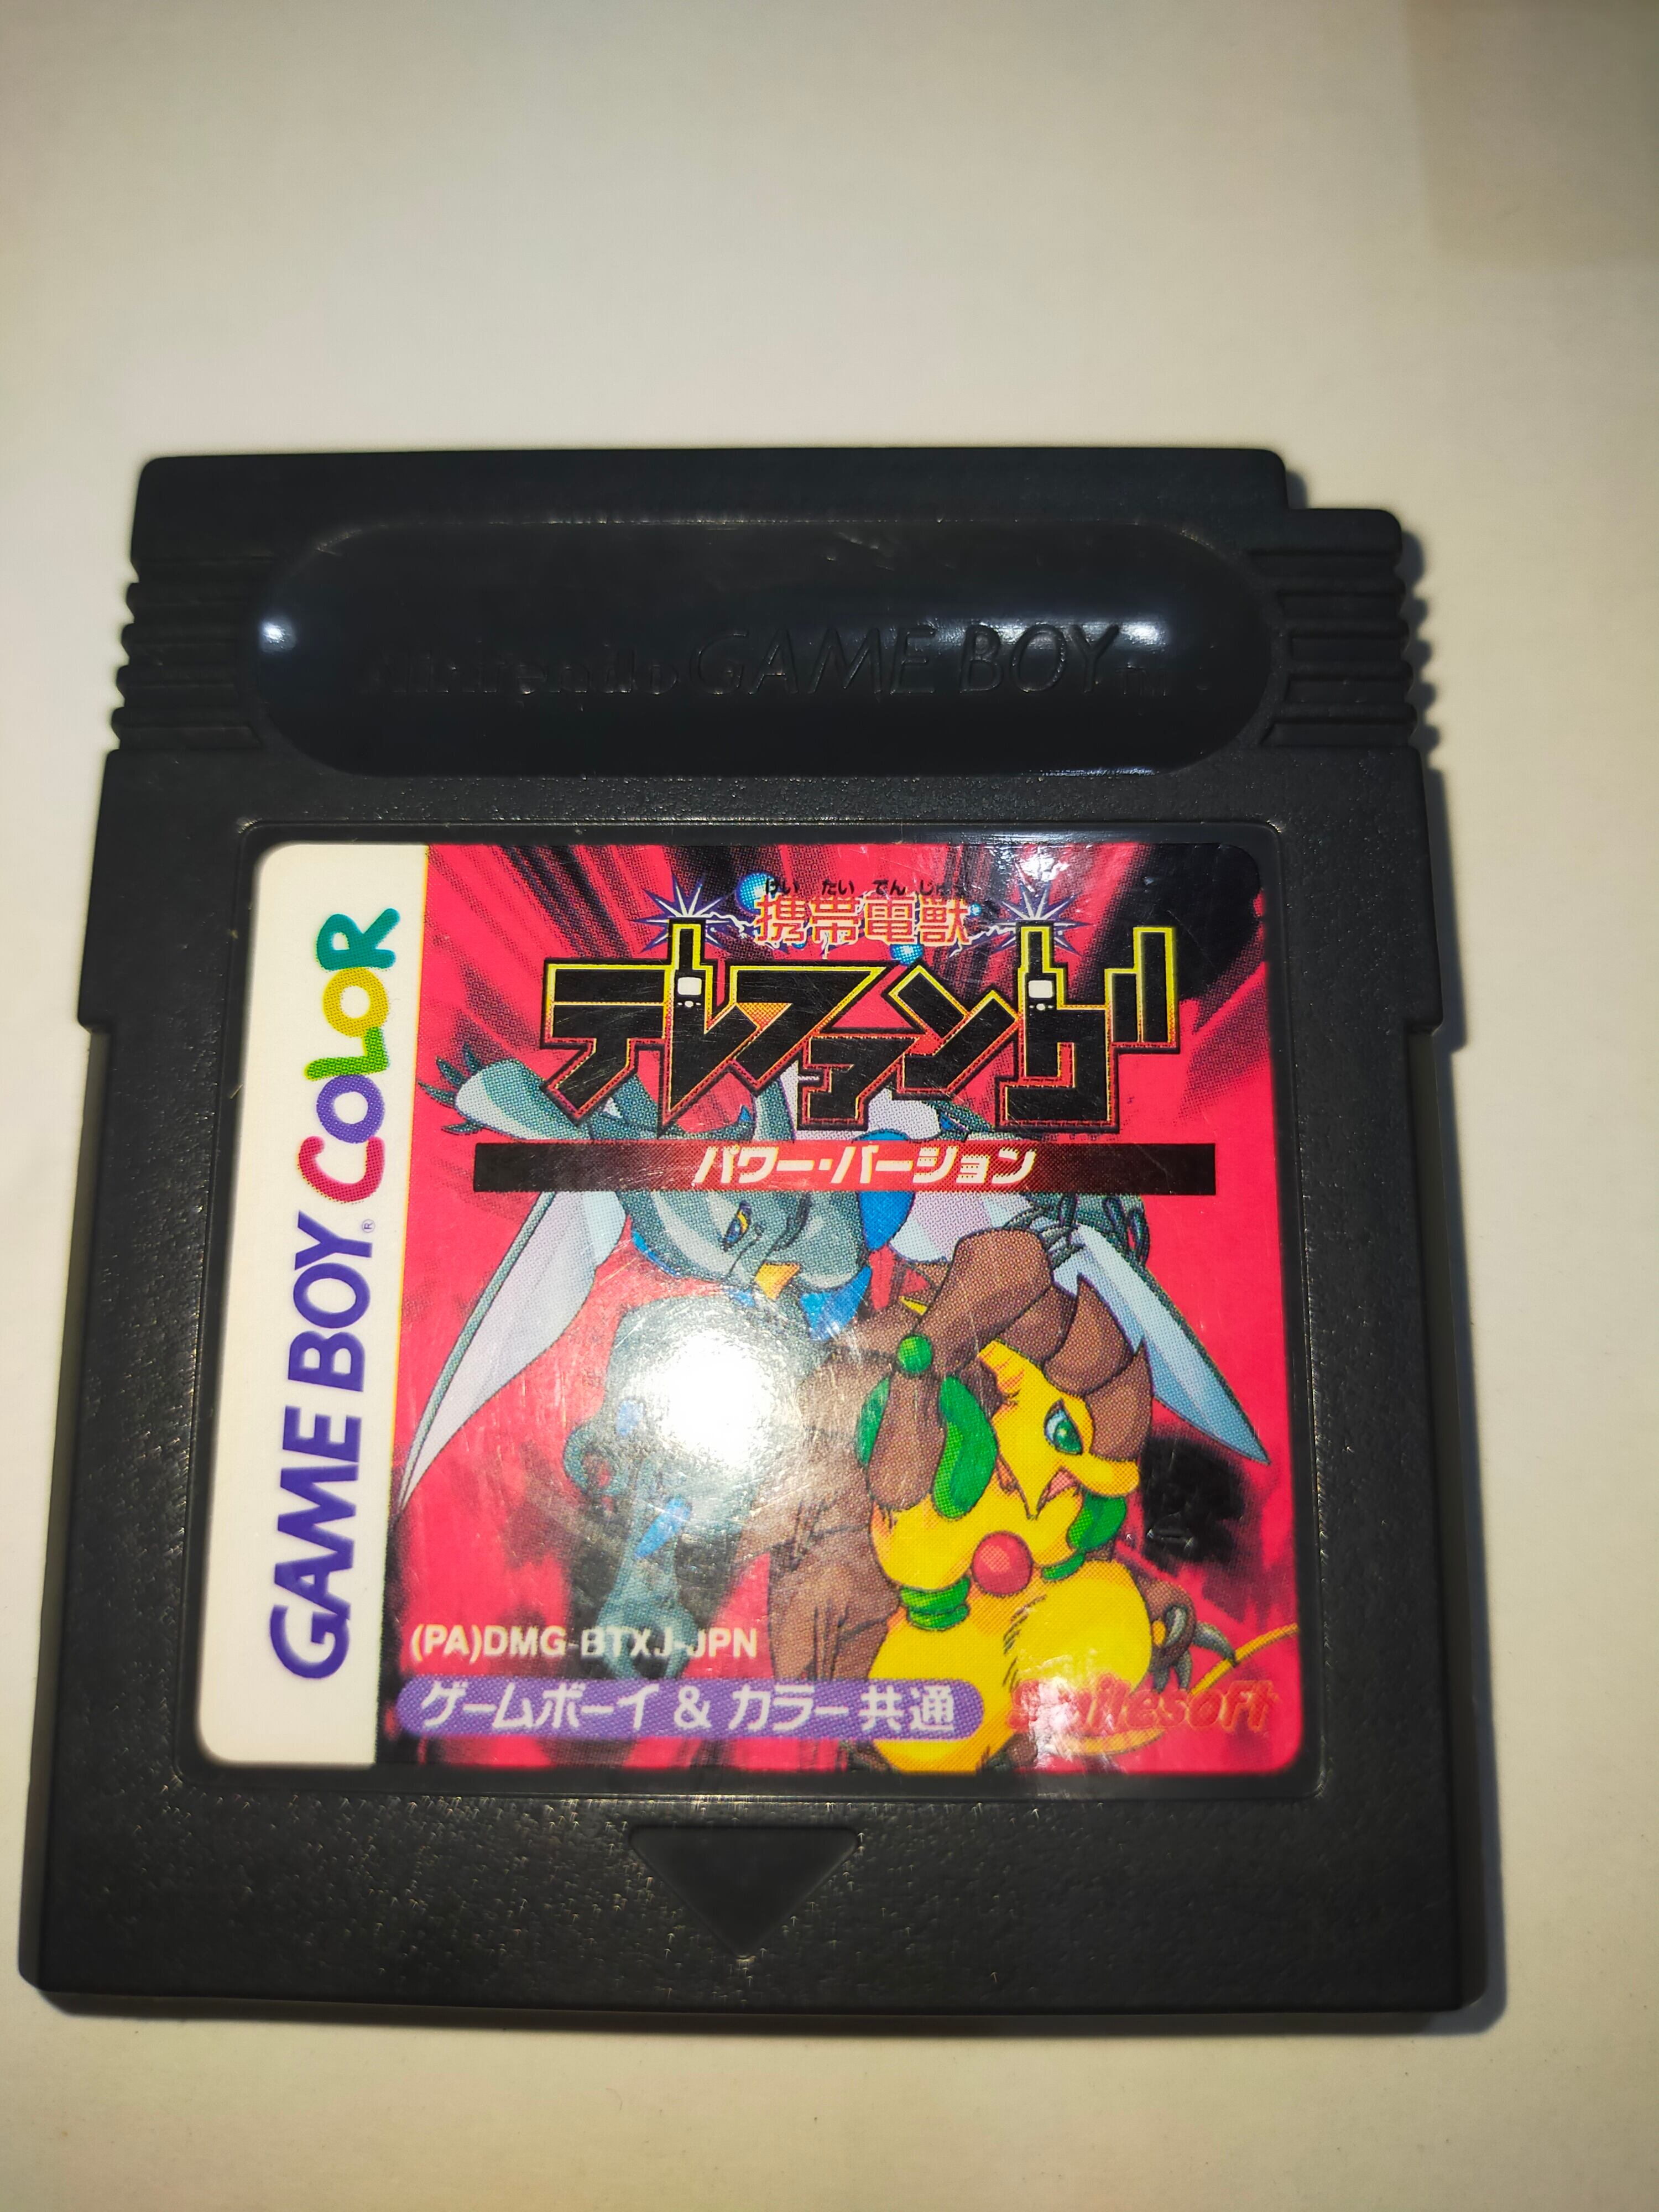 Nintendo GAME BOY TM
GAME BOY® COLOR
けい たい でん じゅう
携帯電獣
テレファング
パワー・バージョン
(PA)DMG-BTXJ-JPN
ゲームボーイ & カラー共通
Smilesoft